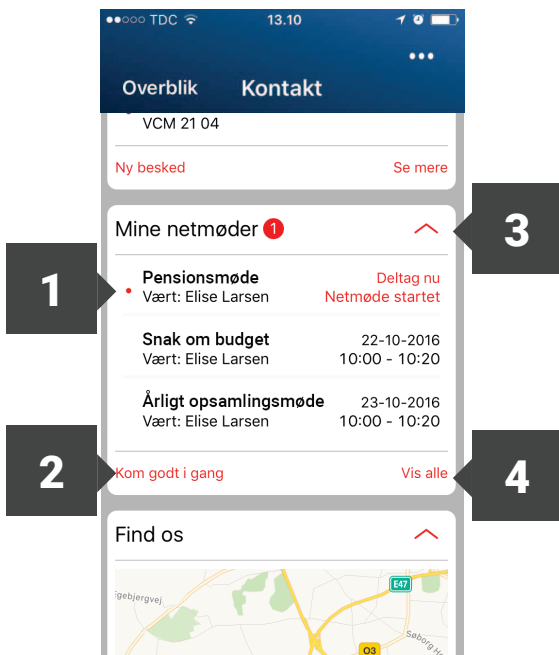 TDC 13.10
Overblik Kontakt
VCM 21 04
Ny besked Se mere
Mine netmøder 1
3
1
Pensionsmøde Deltag nu
Vært: Elise Larsen Netmøde startet
Snak om budget 22-10-2016
Vært: Elise Larsen 10:00 - 10:20
Årligt opsamlingsmøde 23-10-2016
Vært: Elise Larsen 10:00 - 10:20
2
Kom godt i gang Vis alle
4
Find os
E47
gebjergvej
Søborg H
O3